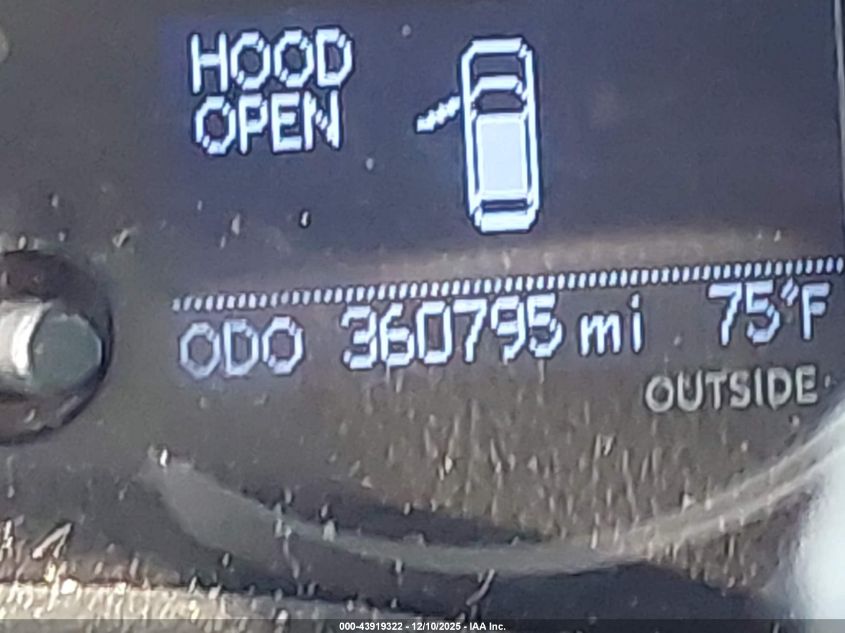 HOOD
OPEN
ODO 360795 mi 75°F
OUTSIDE
000-43919322 - 12/10/2025 - IAA Inc.